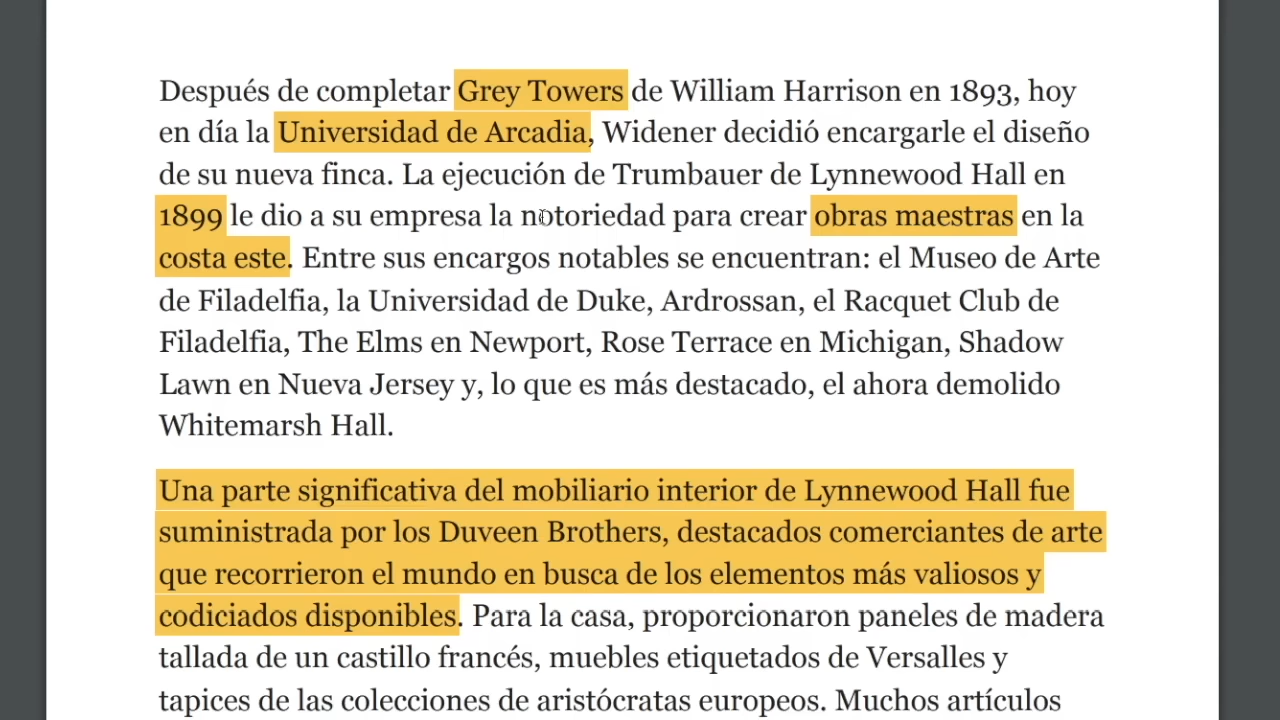 Después de completar Grey Towers de William Harrison en 1893, hoy
en día la Universidad de Arcadia, Widener decidió encargarle el diseño
de su nueva finca. La ejecución de Trumbauer de Lynnewood Hall en
1899 le dio a su empresa la notoriedad para crear obras maestras en la
costa este. Entre sus encargos notables se encuentran: el Museo de Arte
de Filadelfia, la Universidad de Duke, Ardrossan, el Racquet Club de
Filadelfia, The Elms en Newport, Rose Terrace en Michigan, Shadow
Lawn en Nueva Jersey y, lo que es más destacado, el ahora demolido
Whitemarsh Hall.
Una parte significativa del mobiliario interior de Lynnewood Hall fue
suministrada por los Duveen Brothers, destacados comerciantes de arte
que recorrieron el mundo en busca de los elementos más valiosos y
codiciados disponibles. Para la casa, proporcionaron paneles de madera
tallada de un castillo francés, muebles etiquetados de Versalles y
tapices de las colecciones de aristócratas europeos. Muchos artículos